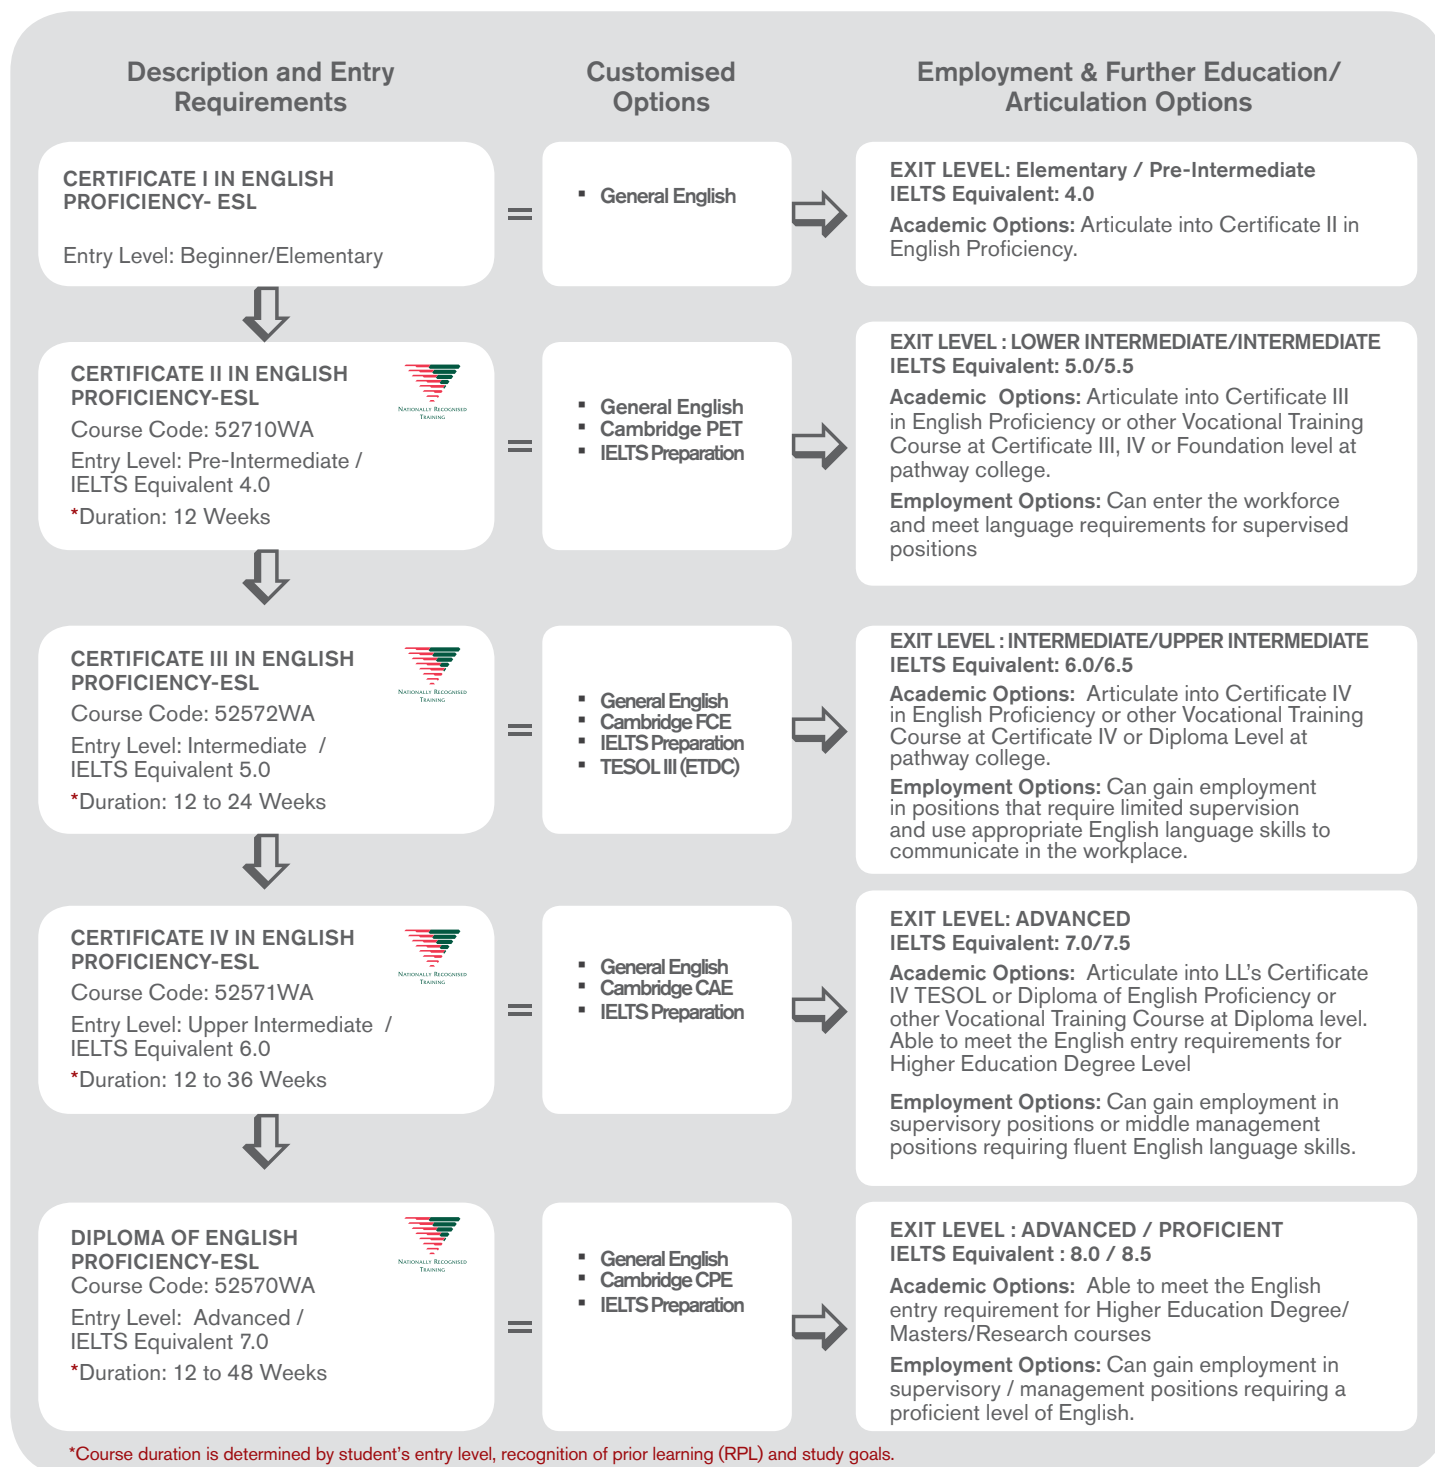 Description and Entry
Requirements
Customised
Options
Employment & Further Education/
Articulation Options
CERTIFICATE I IN ENGLISH
PROFICIENCY- ESL
Entry Level: Beginner/Elementary
=
▪ General English
EXIT LEVEL: Elementary / Pre-Intermediate
IELTS Equivalent: 4.0
Academic Options: Articulate into Certificate II in
English Proficiency.
CERTIFICATE II IN ENGLISH
PROFICIENCY-ESL
Course Code: 52710WA
Entry Level: Pre-Intermediate /
IELTS Equivalent 4.0
*Duration: 12 Weeks
NATIONALLY RECOGNISED
TRAINING
=
▪ General English
▪ Cambridge PET
▪ IELTS Preparation
EXIT LEVEL : LOWER INTERMEDIATE/INTERMEDIATE
IELTS Equivalent: 5.0/5.5
Academic Options: Articulate into Certificate III
in English Proficiency or other Vocational Training
Course at Certificate III, IV or Foundation level at
pathway college.
Employment Options: Can enter the workforce
and meet language requirements for supervised
positions
CERTIFICATE III IN ENGLISH
PROFICIENCY-ESL
Course Code: 52572WA
Entry Level: Intermediate /
IELTS Equivalent 5.0
*Duration: 12 to 24 Weeks
NATIONALLY RECOGNISED
TRAINING
=
▪ General English
▪ Cambridge FCE
▪ IELTS Preparation
▪ TESOL III (ETDC)
EXIT LEVEL : INTERMEDIATE/UPPER INTERMEDIATE
IELTS Equivalent: 6.0/6.5
Academic Options: Articulate into Certificate IV
in English Proficiency or other Vocational Training
Course at Certificate IV or Diploma Level at
pathway college.
Employment Options: Can gain employment
in positions that require limited supervision
and use appropriate English language skills to
communicate in the workplace.
CERTIFICATE IV IN ENGLISH
PROFICIENCY-ESL
Course Code: 52571WA
Entry Level: Upper Intermediate /
IELTS Equivalent 6.0
*Duration: 12 to 36 Weeks
NATIONALLY RECOGNISED
TRAINING
=
▪ General English
▪ Cambridge CAE
▪ IELTS Preparation
EXIT LEVEL: ADVANCED
IELTS Equivalent: 7.0/7.5
Academic Options: Articulate into LL's Certificate
IV TESOL or Diploma of English Proficiency or
other Vocational Training Course at Diploma level.
Able to meet the English entry requirements for
Higher Education Degree Level
Employment Options: Can gain employment in
supervisory positions or middle management
positions requiring fluent English language skills.
DIPLOMA OF ENGLISH
PROFICIENCY-ESL
Course Code: 52570WA
Entry Level: Advanced /
IELTS Equivalent 7.0
*Duration: 12 to 48 Weeks
NATIONALLY RECOGNISED
TRAINING
=
▪ General English
▪ Cambridge CPE
▪ IELTS Preparation
EXIT LEVEL : ADVANCED / PROFICIENT
IELTS Equivalent : 8.0 / 8.5
Academic Options: Able to meet the English
entry requirement for Higher Education Degree/
Masters/Research courses
Employment Options: Can gain employment in
supervisory / management positions requiring a
proficient level of English.
*Course duration is determined by student's entry level, recognition of prior learning (RPL) and study goals.